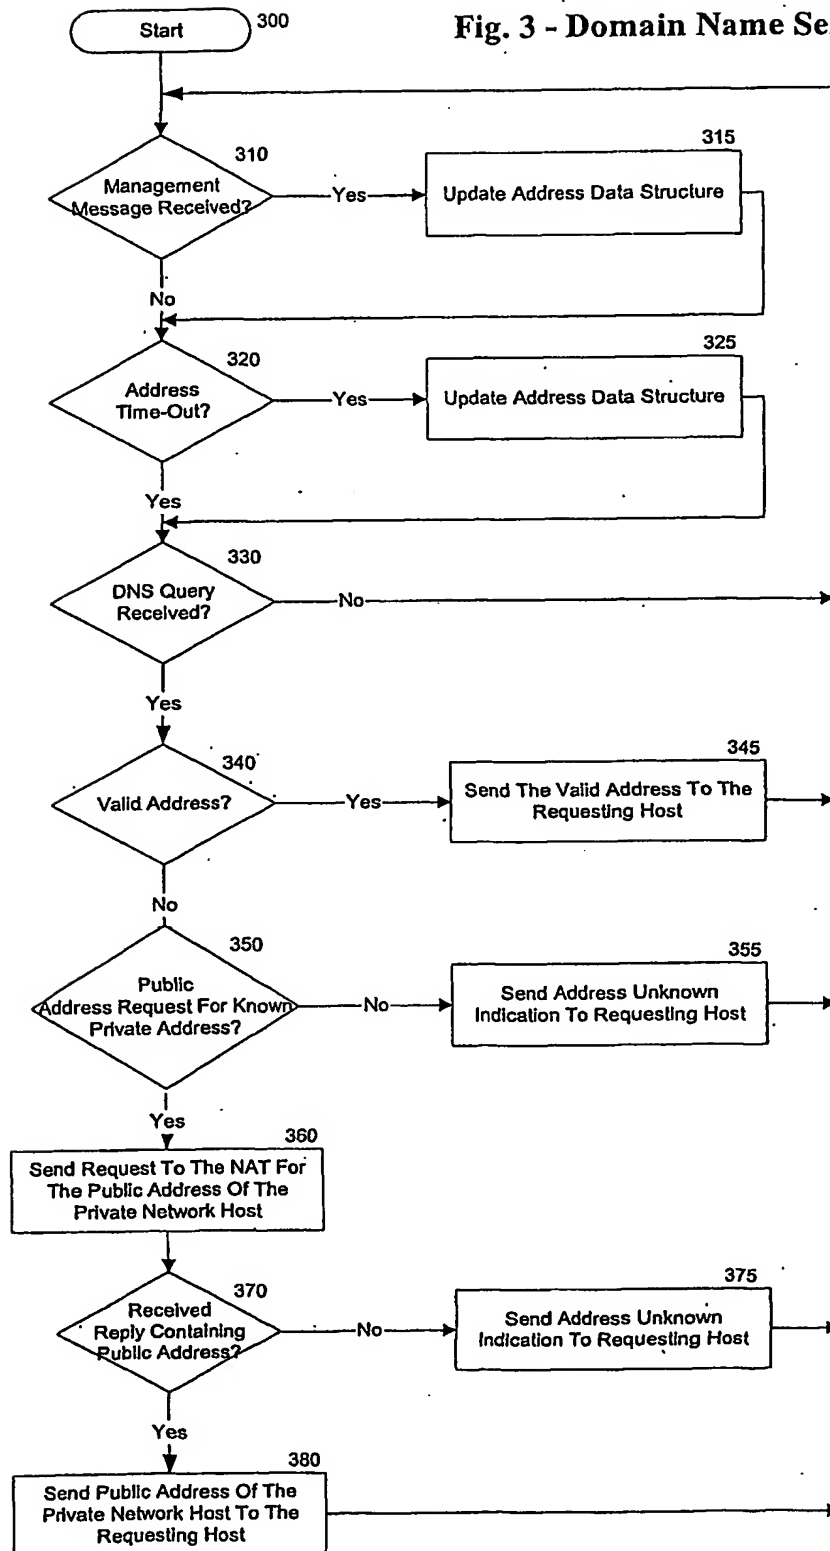 Fig. 3 - Domain Name Se
Start
300
310
Management
Message Received?
Yes
315
Update Address Data Structure
No
320
Address
Time-Out?
Yes
325
Update Address Data Structure
Yes
330
DNS Query
Received?
No
Yes
340
Valid Address?
Yes
345
Send The Valid Address To The
Requesting Host
No
350
Public
Address Request For Known
Private Address?
No
355
Send Address Unknown
Indication To Requesting Host
Yes
360
Send Request To The NAT For
The Public Address Of The
Private Network Host
370
Received
Reply Containing
Public Address?
No
375
Send Address Unknown
Indication To Requesting Host
Yes
380
Send Public Address Of The
Private Network Host To The
Requesting Host